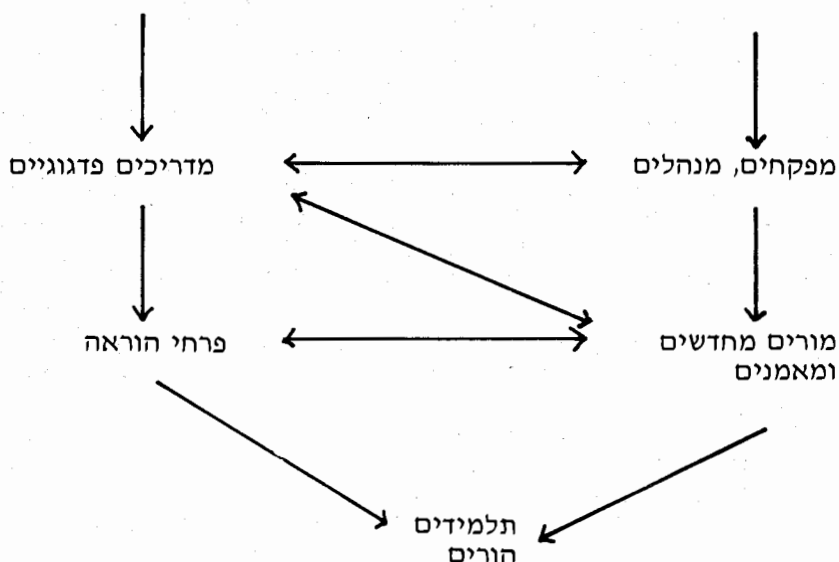 מפקחים, מנהלים
מדריכים פדגוגיים
מורים מחדשים
ומאמנים
פרחי הוראה
תלמידים
הורים